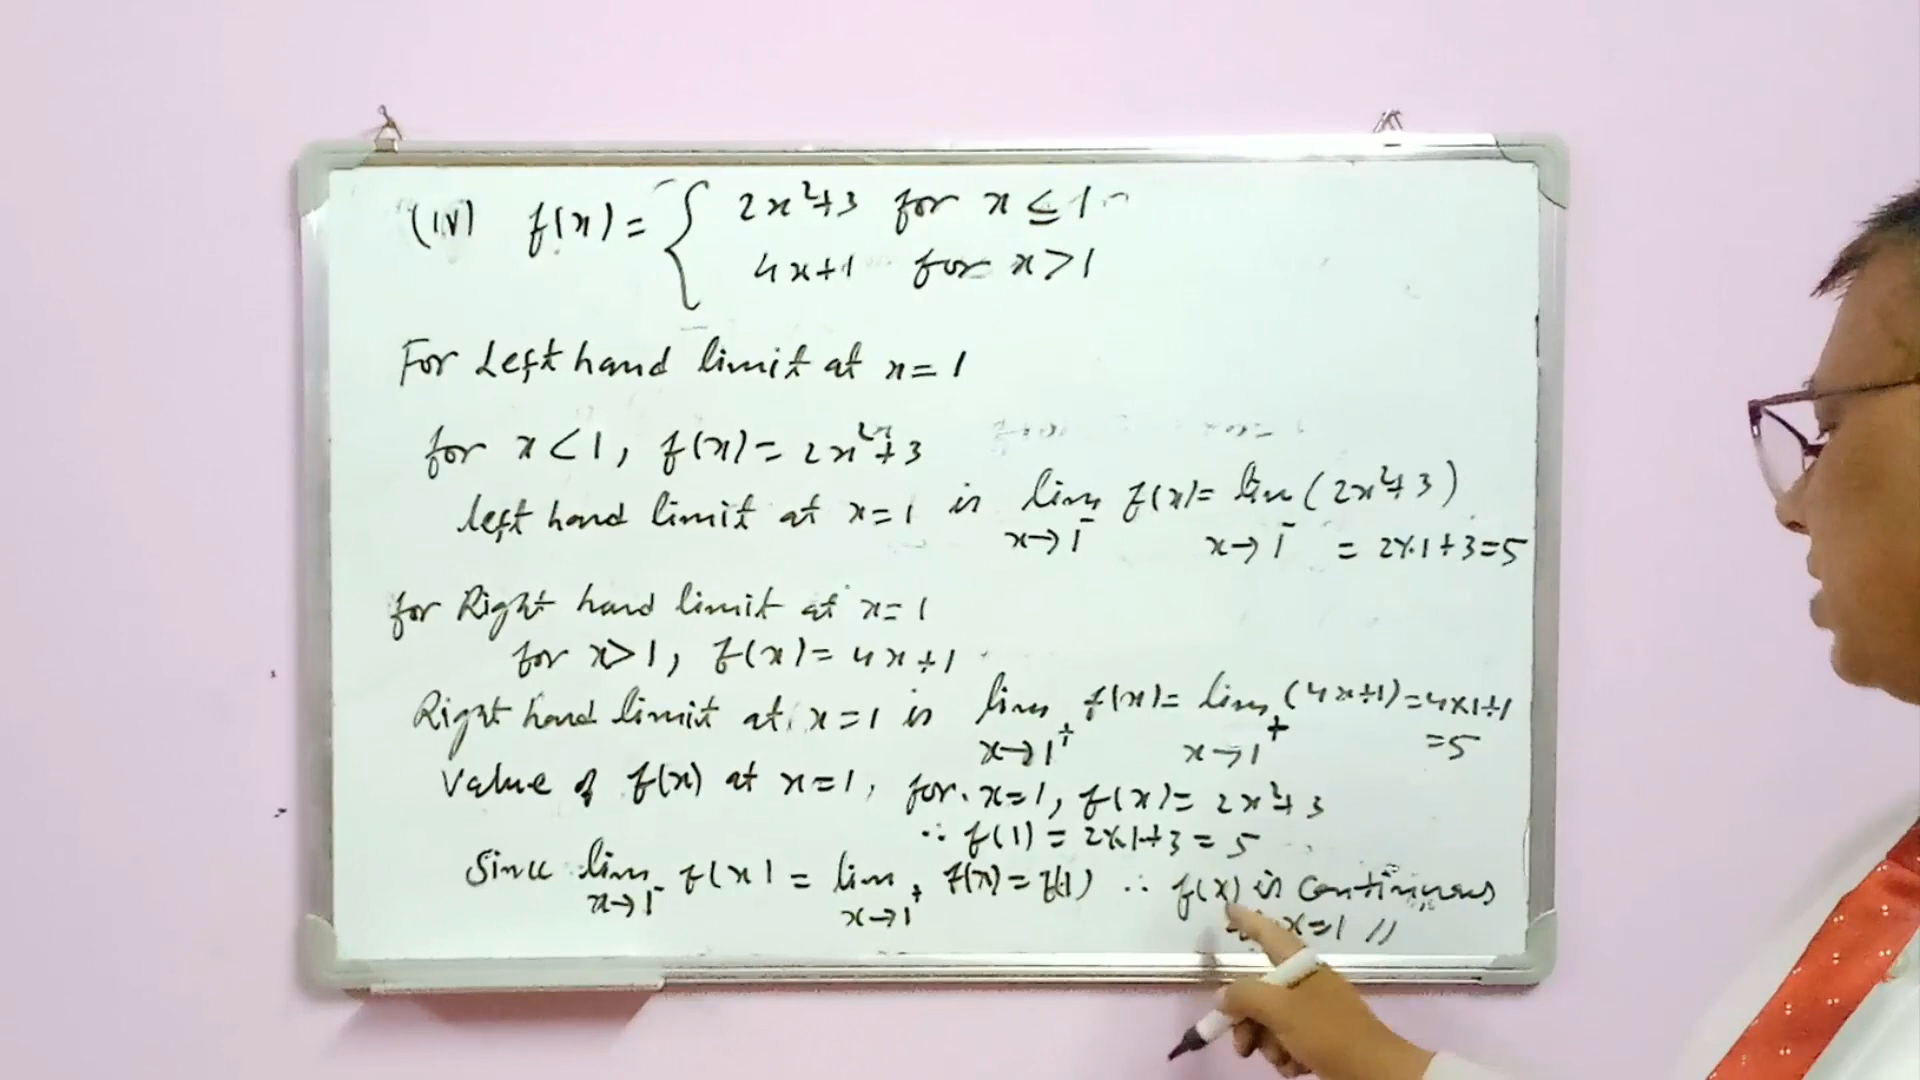 (iv) f(x) = { 2x²+3 for x ≤ 1
4x+1 for x > 1
For Left hand limit at x = 1
for x < 1, f(x) = 2x²+3
left hand limit at x = 1 is lim x→1⁻ f(x) = lim x→1⁻ (2x²+3)
= 2×1+3=5
for Right hand limit at x = 1
for x > 1, f(x) = 4x+1
Right hand limit at x = 1 is lim x→1⁺ f(x) = lim x→1⁺ (4x+1) = 4×1+1
=5
Value of f(x) at x = 1, for x=1, f(x) = 2x²+3
∴ f(1) = 2×1+3 = 5
Since lim x→1⁻ f(x) = lim x→1⁺ f(x) = f(1) ∴ f(x) is continuous
x=1 //